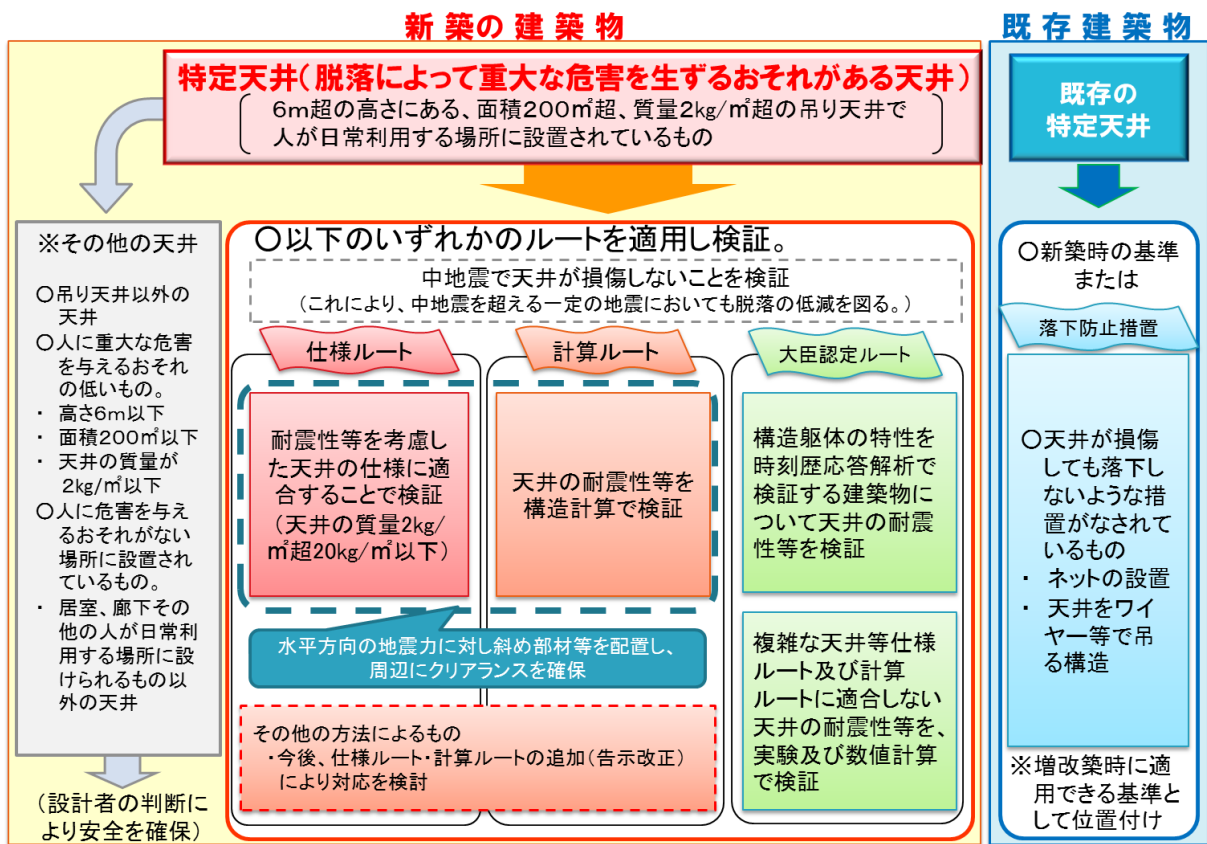 新築の建築物
特定天井(脱落によって重大な危害を生ずるおそれがある天井)
6m超の高さにある、面積200㎡超、質量2kg/㎡超の吊り天井で
人が日常利用する場所に設置されているもの
※その他の天井
○吊り天井以外の
天井
○人に重大な危害
を与えるおそ
れの低いもの。
・ 高さ6m以下
・ 面積200㎡以下
・ 天井の質量が
2kg/㎡以下
○人に危害を与え
るおそれがない
場所に設置され
ているもの。
・ 居室、廊下その
他の人が日常利
用する場所に設
けられるもの以
外の天井
(設計者の判断に
より安全を確保)
○以下のいずれかのルートを適用し検証。
中地震で天井が損傷しないことを検証
(これにより、中地震を超える一定の地震においても脱落の低減を図る。)
仕様ルート
耐震性等を考慮し
た天井の仕様に適
合することで検証
(天井の質量2kg/
㎡超20kg/㎡以下)
計算ルート
天井の耐震性等を
構造計算で検証
水平方向の地震力に対し斜め部材等を配置し、
周辺にクリアランスを確保
その他の方法によるもの
・今後、仕様ルート・計算ルートの追加(告示改正)
により対応を検討
大臣認定ルート
構造躯体の特性を
時刻歴応答解析で
検証する建築物に
ついて天井の耐震
性等を検証
複雑な天井等仕様
ルート及び計算
ルートに適合しない
天井の耐震性等を、
実験及び数値計算
で検証
既存建築物
既存の
特定天井
○新築時の基準
または
落下防止措置
○天井が損傷
しても落下し
ないような措
置がなされて
いるもの
・ ネットの設置
・ 天井をワイ
ヤー等で吊
る構造
※増改築時に適
用できる基準と
して位置付け